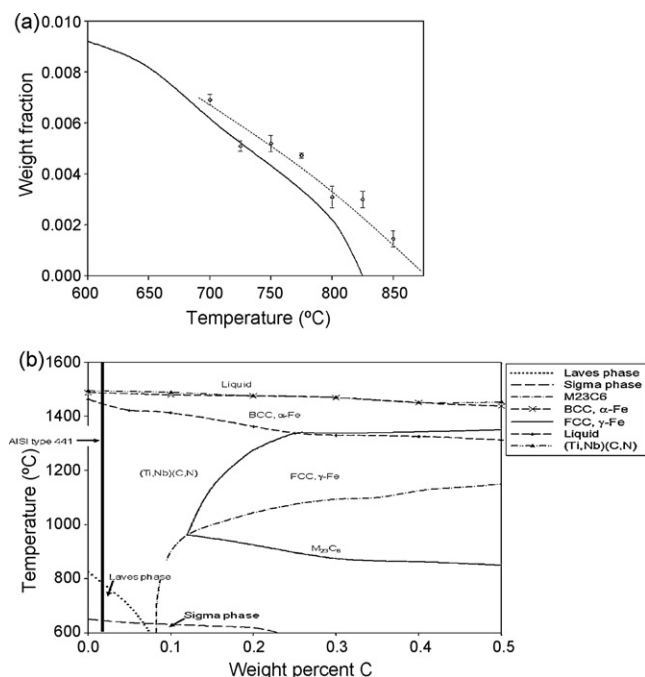 (a)
0.010
0.008
0.006
0.004
0.002
0.000
Weight fraction
600 650 700 750 800 850
Temperature (ºC)
(b)
1600
1400
1200
1000
800
600
Temperature (ºC)
AISI type 441
Liquid
BCC, α-Fe
(Ti,Nb)(C,N)
FCC, γ-Fe
M23C6
Laves phase
Sigma phase
0.0 0.1 0.2 0.3 0.4 0.5
Weight percent C
Laves phase
Sigma phase
M23C6
BCC, α-Fe
FCC, γ-Fe
Liquid
(Ti,Nb)(C,N)